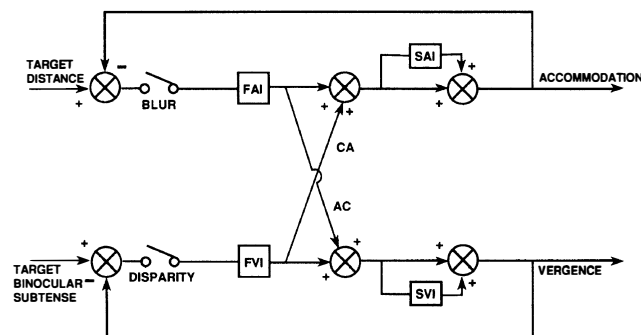 TARGET
DISTANCE
BLUR
FAI
SAI
ACCOMMODATION
CA
AC
TARGET
BINOCULAR
SUBTENSE
DISPARITY
FVI
SVI
VERGENCE